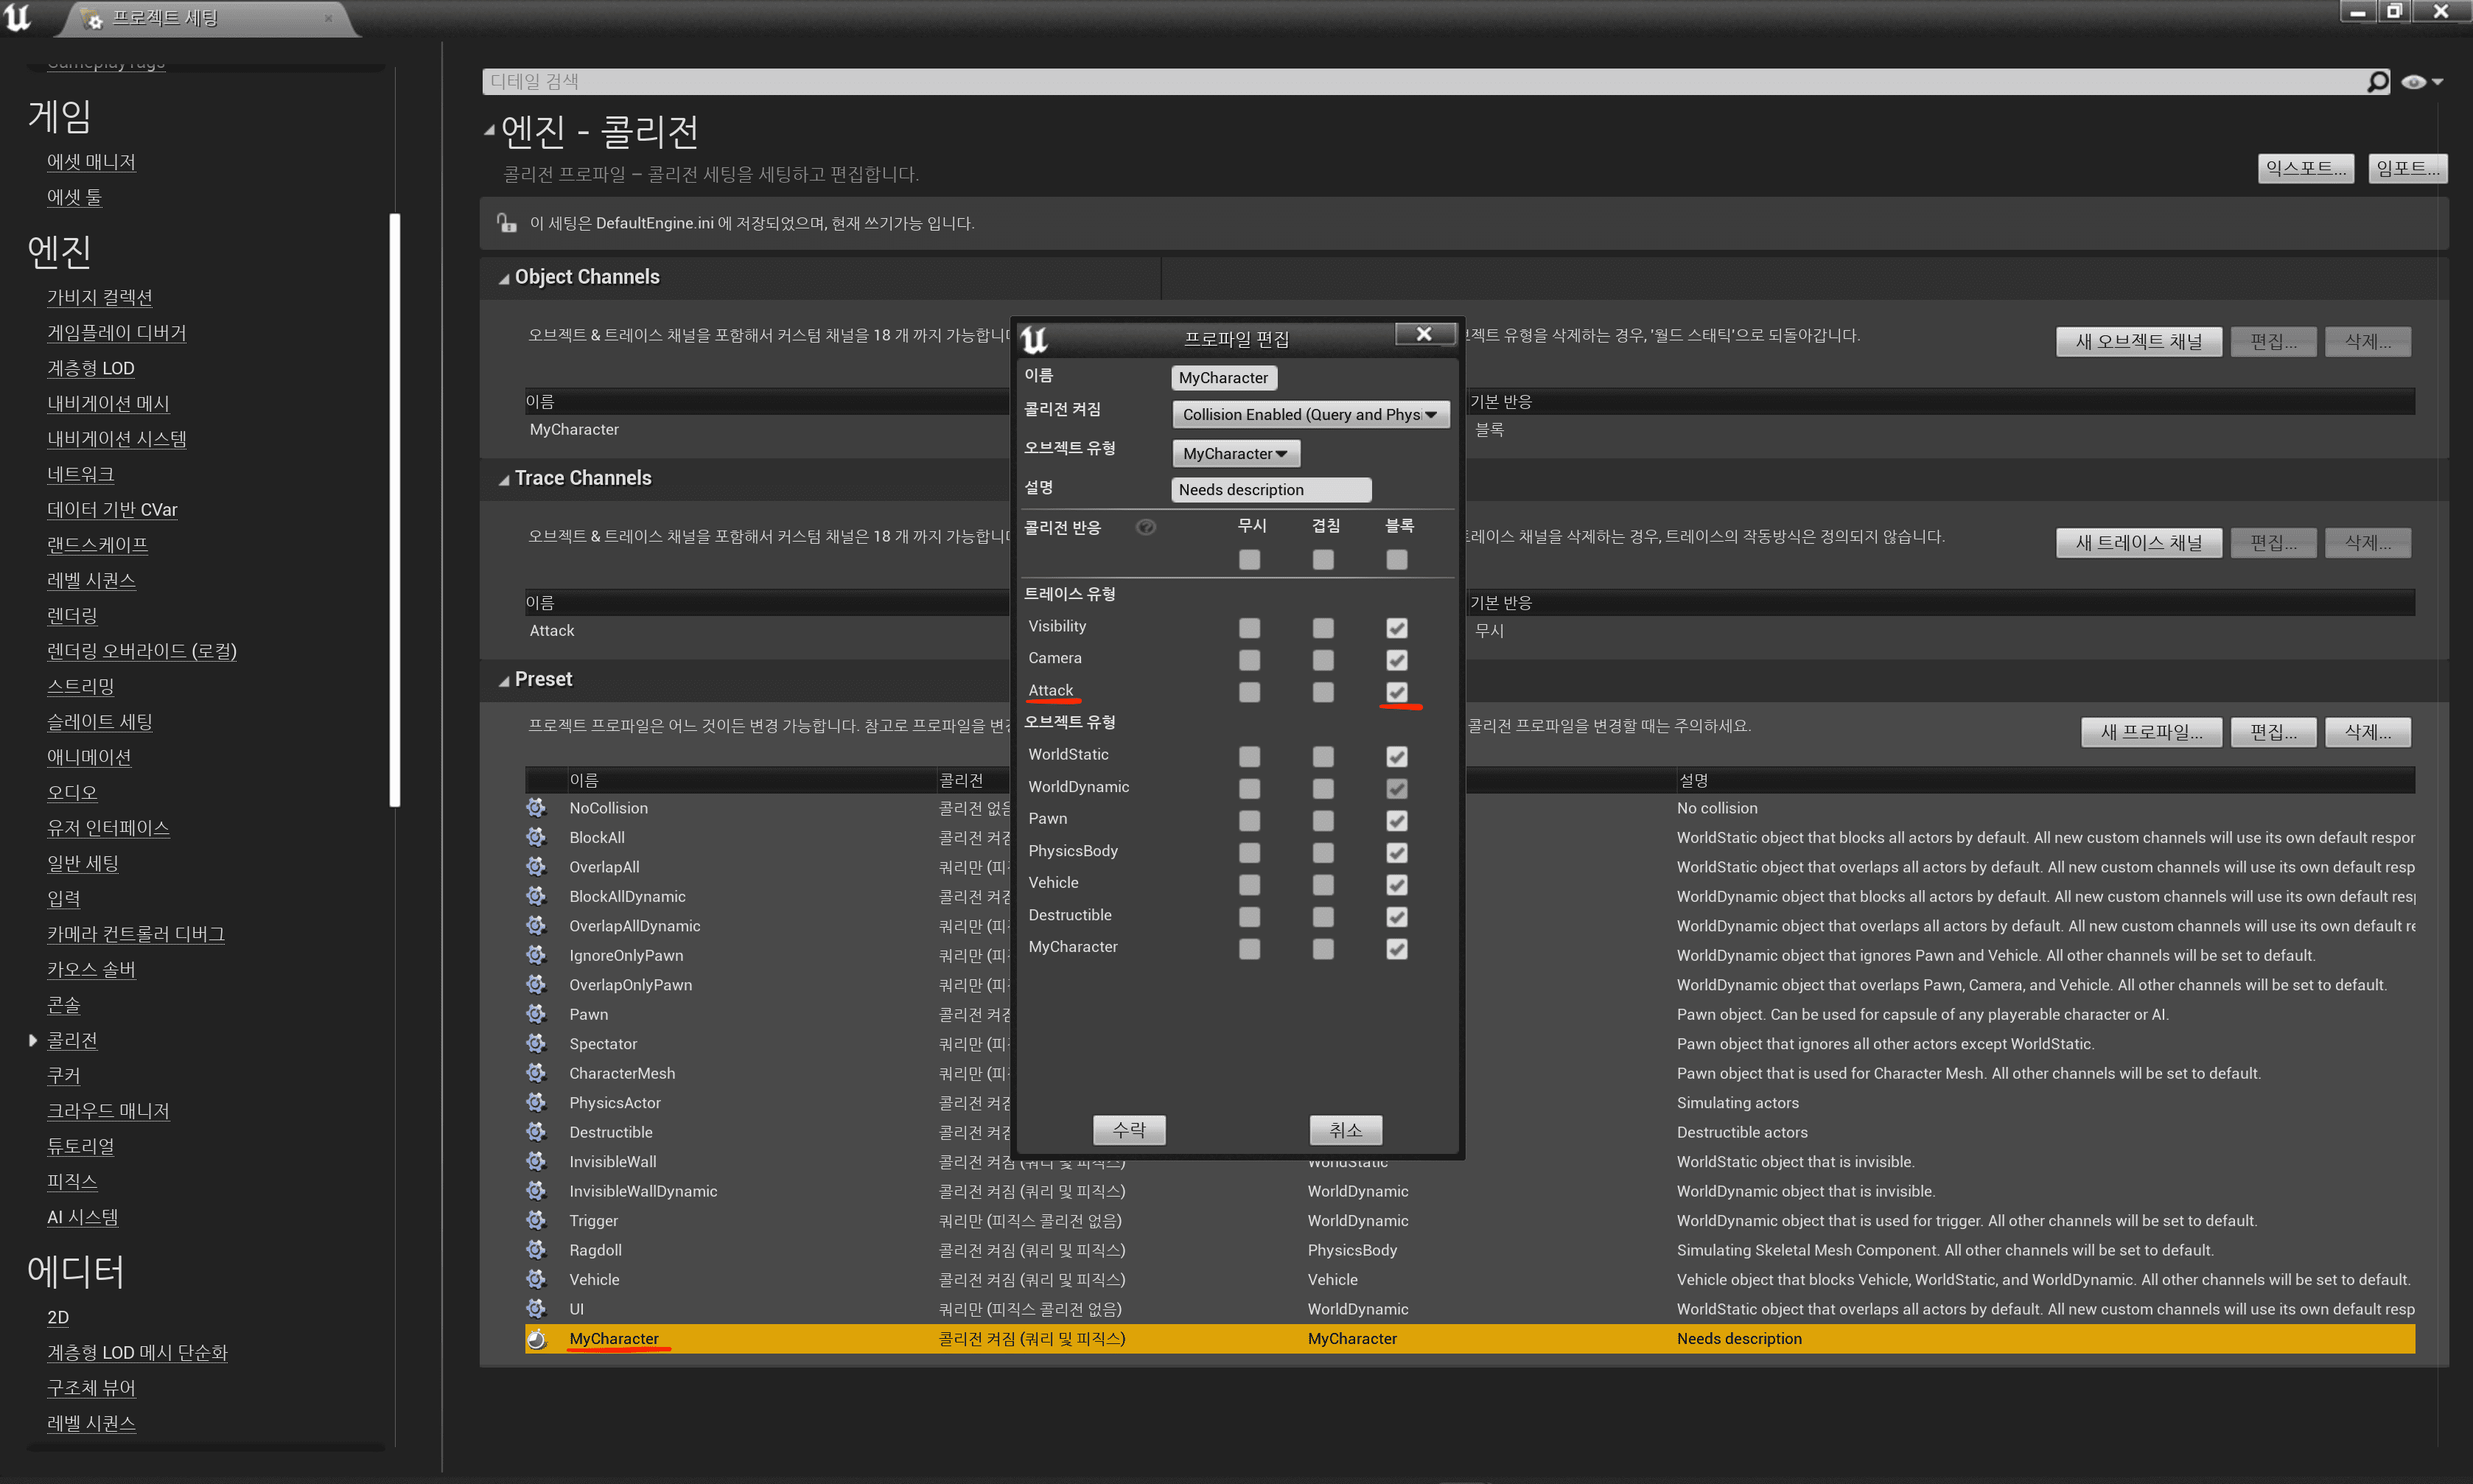 프로젝트 세팅
GameplayTags
게임
에셋 매니저
에셋 툴
엔진
가비지 컬렉션
게임플레이 디버거
계층형 LOD
내비게이션 메시
내비게이션 시스템
네트워크
데이터 기반 CVar
랜드스케이프
레벨 시퀀스
렌더링
렌더링 오버라이드 (로컬)
스트리밍
슬레이트 세팅
애니메이션
오디오
유저 인터페이스
일반 세팅
입력
카메라 컨트롤러 디버그
카오스 솔버
콘솔
콜리전
쿠커
크라우드 매니저
튜토리얼
피직스
AI 시스템
에디터
2D
계층형 LOD 메시 단순화
구조체 뷰어
레벨 시퀀스
디테일 검색
엔진 - 콜리전
콜리전 프로파일 – 콜리전 세팅을 세팅하고 편집합니다.
익스포트... 임포트...
이 세팅은 DefaultEngine.ini 에 저장되었으며, 현재 쓰기가능 입니다.
Object Channels
오브젝트 & 트레이스 채널을 포함해서 커스텀 채널을 18 개 까지 가능합니다 젝트 유형을 삭제하는 경우, '월드 스태틱'으로 되돌아갑니다.
새 오브젝트 채널 편집... 삭제...
이름 기본 반응
MyCharacter 블록
Trace Channels
오브젝트 & 트레이스 채널을 포함해서 커스텀 채널은 18 개 까지 가능합니다 트레이스 채널을 삭제하는 경우, 트레이스의 작동방식은 정의되지 않습니다.
새 트레이스 채널 편집... 삭제...
이름 기본 반응
Attack 무시
Preset
프로젝트 프로파일은 어느 것이든 변경 가능합니다. 참고로 프로파일을 변경 콜리전 프로파일을 변경할 때는 주의하세요.
새 프로파일... 편집... 삭제...
이름 콜리전 설명
NoCollision 콜리전 없음 No collision
BlockAll 콜리전 켜짐 WorldStatic object that blocks all actors by default. All new custom channels will use its own default respor
OverlapAll 쿼리만 (피 WorldStatic object that overlaps all actors by default. All new custom channels will use its own default resp
BlockAllDynamic 콜리전 켜짐 WorldDynamic object that blocks all actors by default. All new custom channels will use its own default resp
OverlapAllDynamic 쿼리만 (피 WorldDynamic object that overlaps all actors by default. All new custom channels will use its own default re
IgnoreOnlyPawn 쿼리만 (피 WorldDynamic object that ignores Pawn and Vehicle. All other channels will be set to default.
OverlapOnlyPawn 쿼리만 (피 WorldDynamic object that overlaps Pawn, Camera, and Vehicle. All other channels will be set to default.
Pawn 콜리전 켜짐 Pawn object. Can be used for capsule of any playerable character or AI.
Spectator 쿼리만 (피 Pawn object that ignores all other actors except WorldStatic.
CharacterMesh 쿼리만 (피 Pawn object that is used for Character Mesh. All other channels will be set to default.
PhysicsActor 콜리전 켜짐 Simulating actors
Destructible 콜리전 켜짐 Destructible actors
InvisibleWall 콜리전 켜짐 (쿼리 및 피직스) WorldStatic WorldStatic object that is invisible.
InvisibleWallDynamic 콜리전 켜짐 (쿼리 및 피직스) WorldDynamic WorldDynamic object that is invisible.
Trigger 쿼리만 (피직스 콜리전 없음) WorldDynamic WorldDynamic object that is used for trigger. All other channels will be set to default.
Ragdoll 콜리전 켜짐 (쿼리 및 피직스) PhysicsBody Simulating Skeletal Mesh Component. All other channels will be set to default.
Vehicle 콜리전 켜짐 (쿼리 및 피직스) Vehicle Vehicle object that blocks Vehicle, WorldStatic, and WorldDynamic. All other channels will be set to default.
UI 쿼리만 (피직스 콜리전 없음) WorldDynamic WorldStatic object that overlaps all actors by default. All new custom channels will use its own default resp
MyCharacter 콜리전 켜짐 (쿼리 및 피직스) MyCharacter Needs description
프로파일 편집
이름 MyCharacter
콜리전 켜짐 Collision Enabled (Query and Phys
오브젝트 유형 MyCharacter
설명 Needs description
콜리전 반응 무시 겹침 블록
트레이스 유형
Visibility
Camera
Attack
오브젝트 유형
WorldStatic
WorldDynamic
Pawn
PhysicsBody
Vehicle
Destructible
MyCharacter
수락 취소